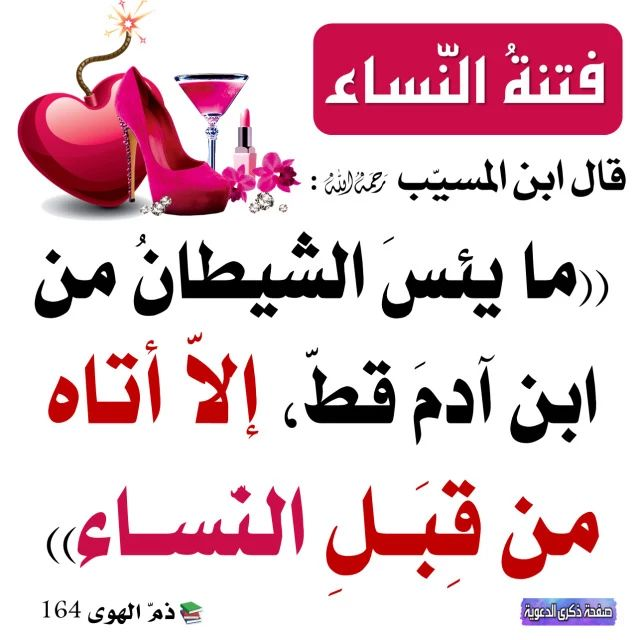 فتنةُ النّساء
قال ابن المسيّب رحمه الله :
((ما يئسَ الشيطانُ من
ابن آدمَ قطّ، إلاّ أتاه
من قِبَلِ النّساء))
ذمّ الهوى 164
صفحة ذكرى الدعوية